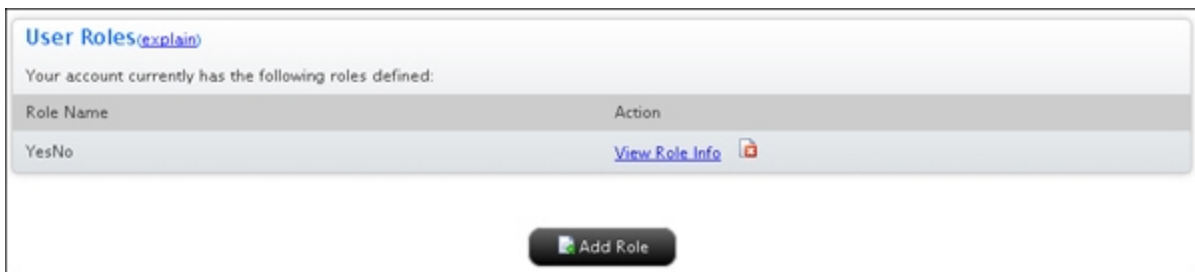 User Roles(explain)
Your account currently has the following roles defined:
Role Name Action
YesNo View Role Info
Add Role